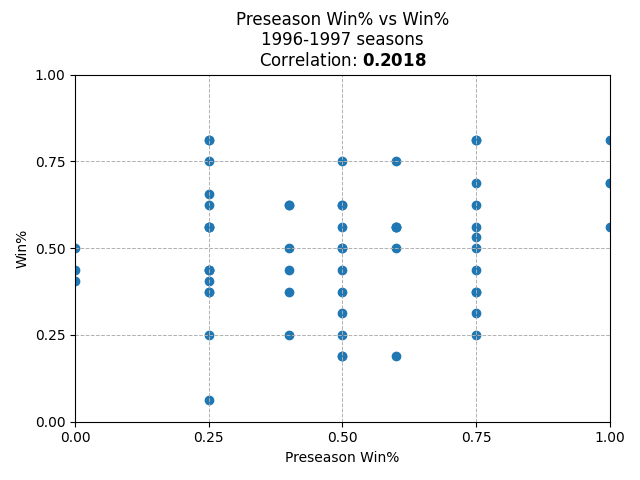 Preseason Win% vs Win%
1996-1997 seasons
Correlation: 0.2018
1.00
0.75
0.50
0.25
0.00
Win%
0.00 0.25 0.50 0.75 1.00
Preseason Win%